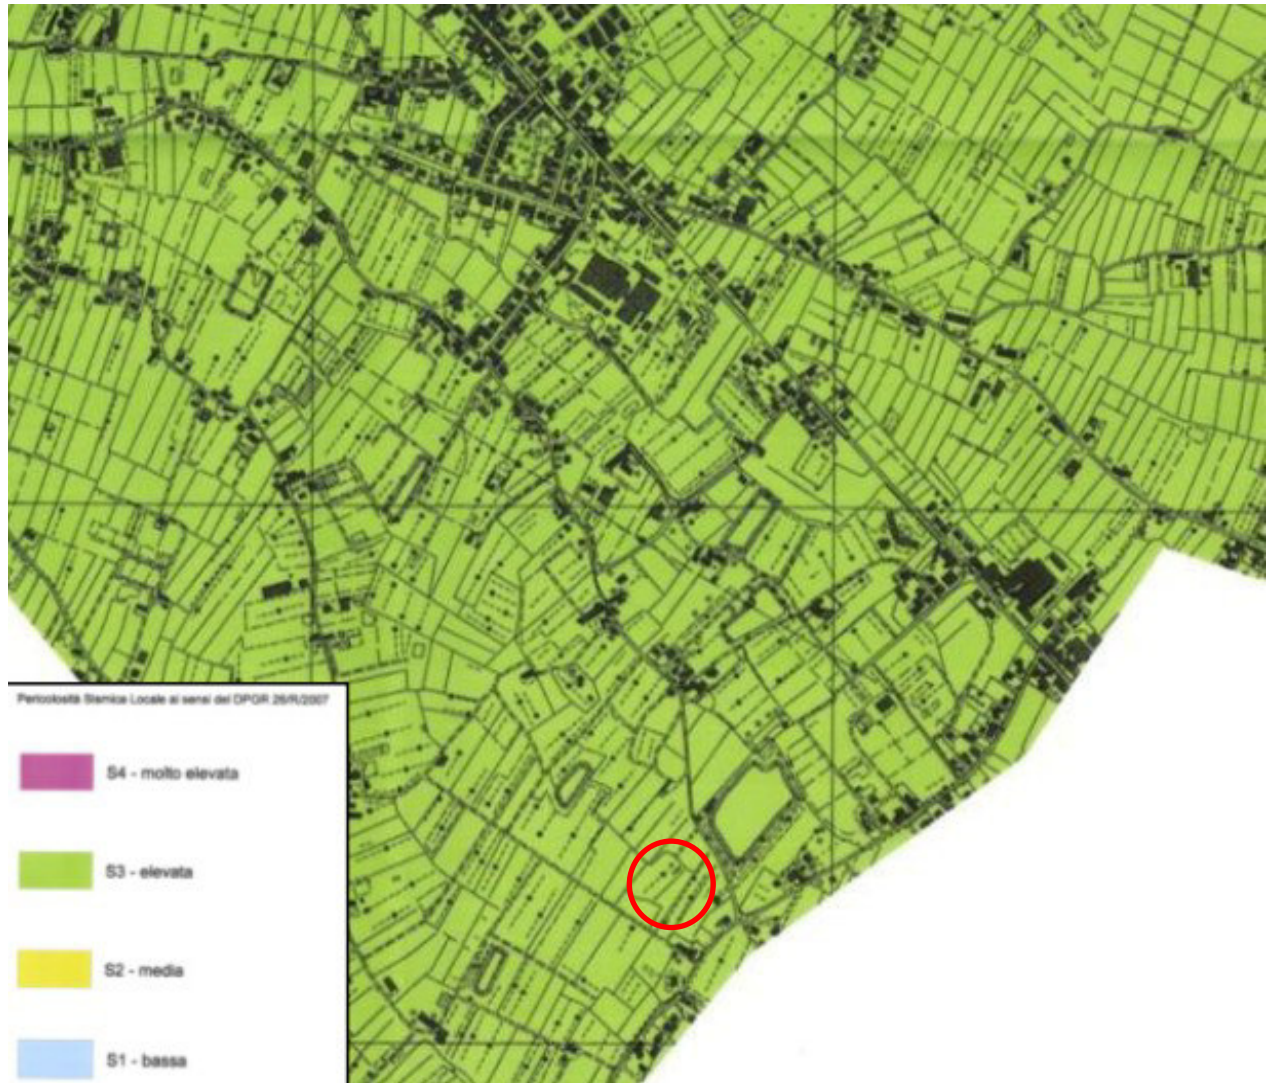 Pericolosità Sismica Locale ai sensi del DPGR 26/R/2007
S4 - molto elevata
S3 - elevata
S2 - media
S1 - bassa